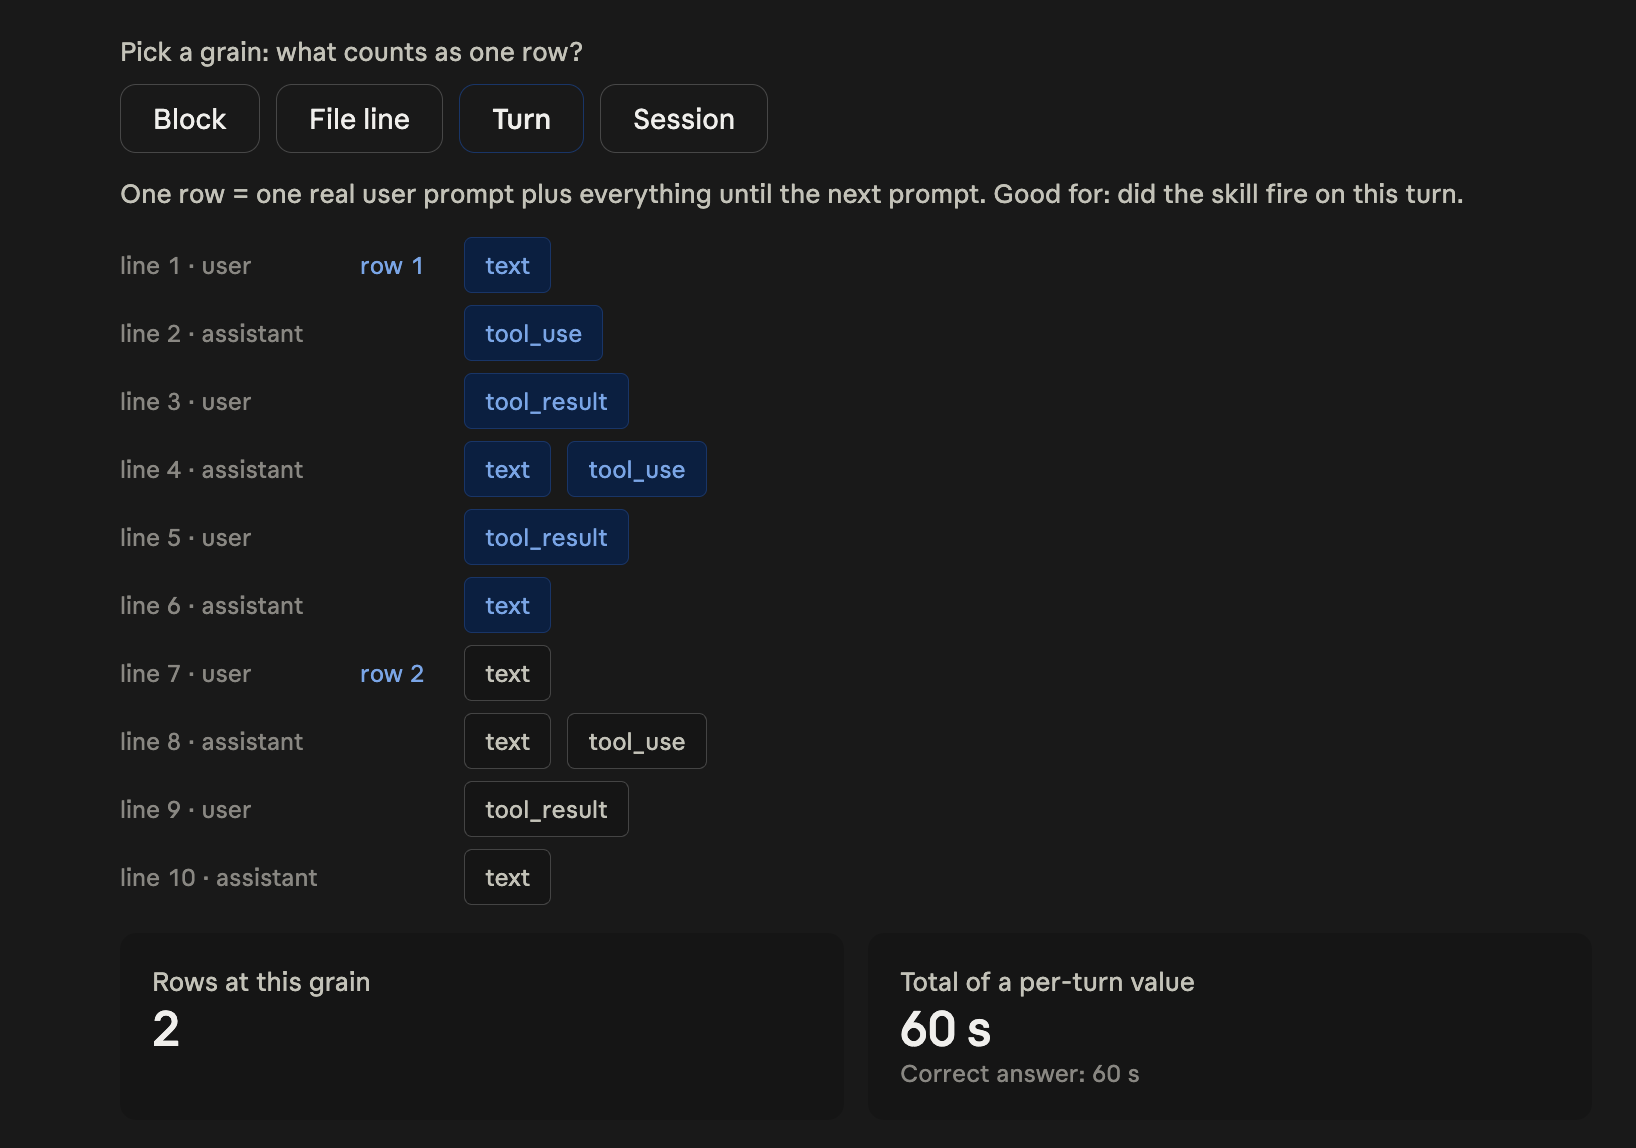 Pick a grain: what counts as one row?
Block File line Turn Session
One row = one real user prompt plus everything until the next prompt. Good for: did the skill fire on this turn.
line 1 · user row 1 text
line 2 · assistant tool_use
line 3 · user tool_result
line 4 · assistant text tool_use
line 5 · user tool_result
line 6 · assistant text
line 7 · user row 2 text
line 8 · assistant text tool_use
line 9 · user tool_result
line 10 · assistant text
Rows at this grain
2
Total of a per-turn value
60 s
Correct answer: 60 s